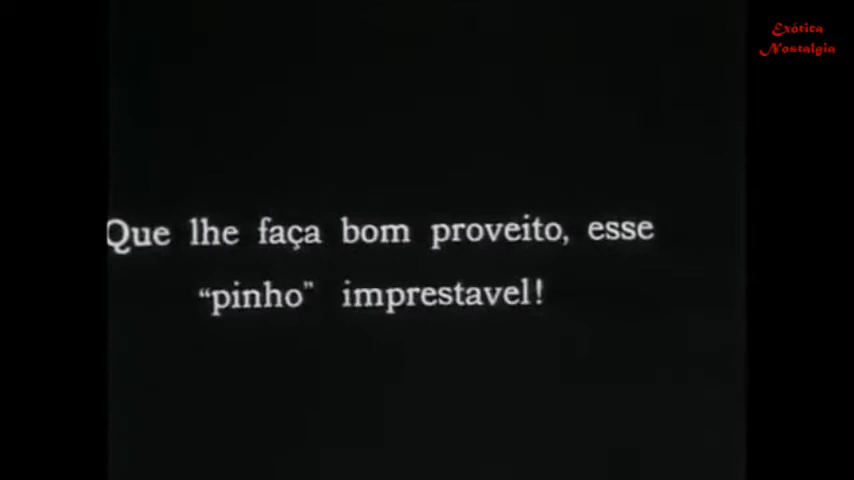 Exótica
Nostalgia
Que lhe faça bom proveito, esse
“pinho” imprestavel!